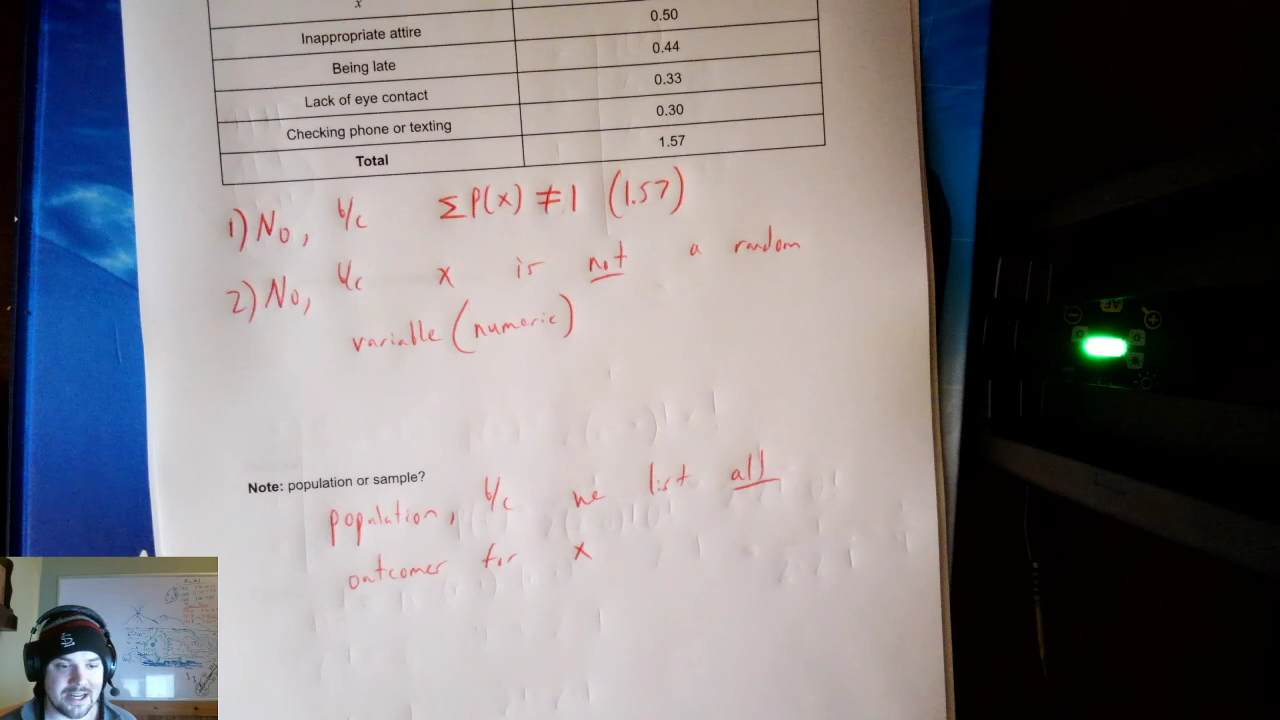 x
Inappropriate attire 0.50
Being late 0.44
Lack of eye contact 0.33
Checking phone or texting 0.30
Total 1.57
1) No, b/c ΣP(x) ≠ 1 (1.57)
2) No, b/c x is not a random
variable (numeric)
Note: population or sample?
population, b/c we list all
outcomes for x